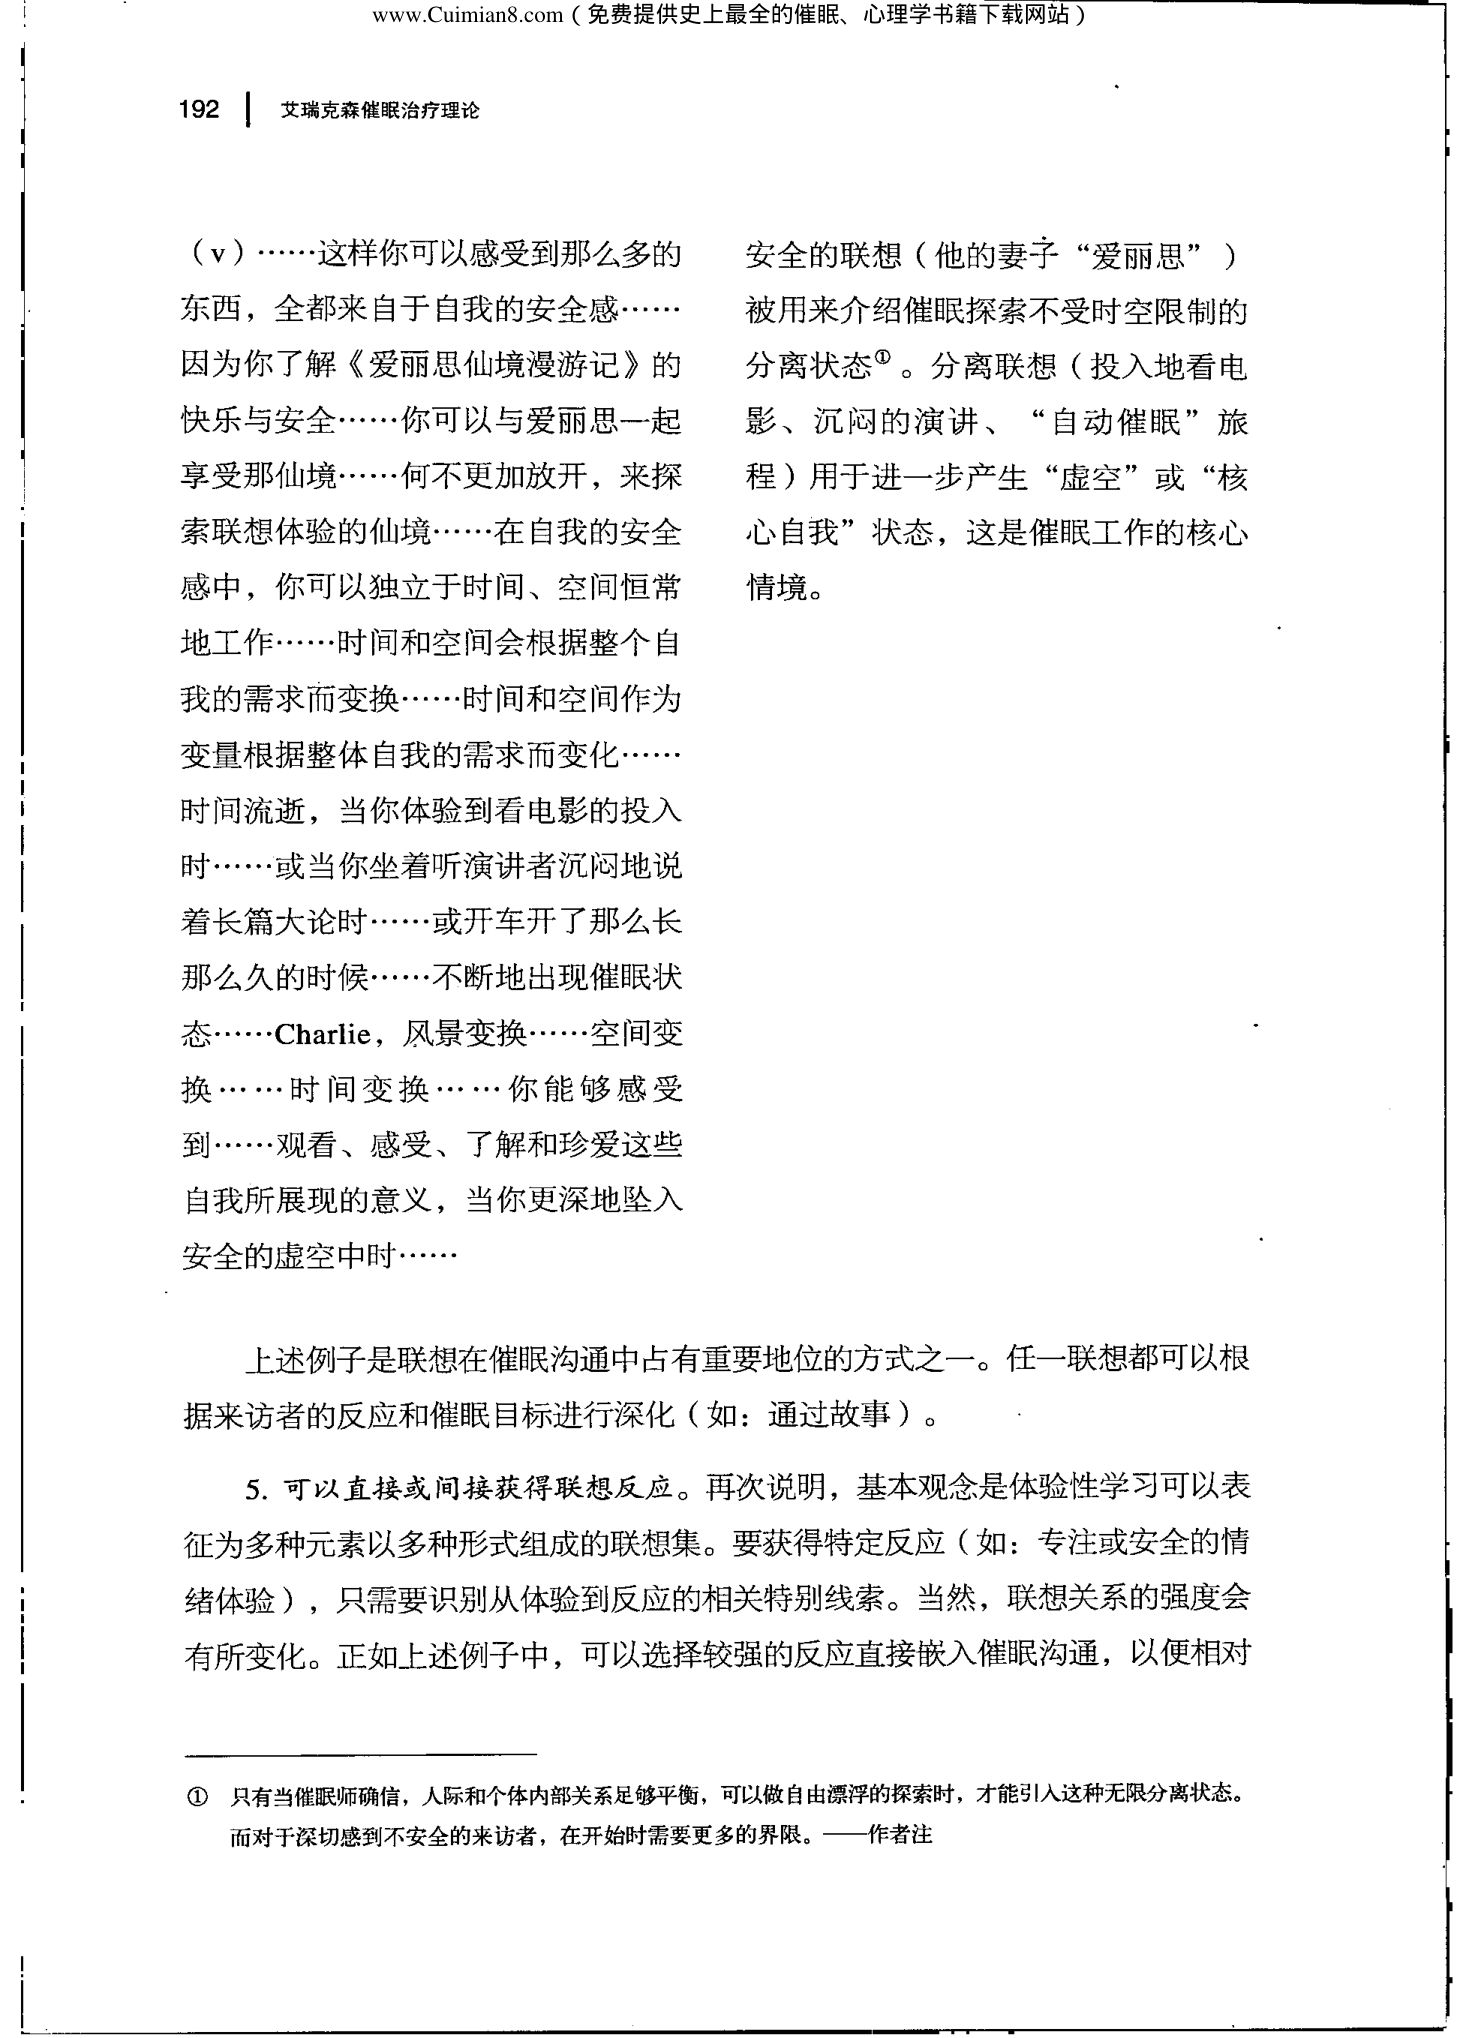 www.Cuimian8.com（免费提供史上最全的催眠、心理学书籍下载网站）
192 艾瑞克森催眠治疗理论
（v）……这样你可以感受到那么多的
东西，全都来自于自我的安全感……
因为你了解《爱丽思仙境漫游记》的
快乐与安全……你可以与爱丽思一起
享受那仙境……何不更加放开，来探
索联想体验的仙境……在自我的安全
感中，你可以独立于时间、空间恒常
地工作……时间和空间会根据整个自
我的需求而变换……时间和空间作为
变量根据整体自我的需求而变化……
时间流逝，当你体验到看电影的投入
时……或当你坐着听演讲者沉闷地说
着长篇大论时……或开车开了那么长
那么久的时候……不断地出现催眠状
态……Charlie，风景变换……空间变
换……时间变换……你能够感受
到……观看、感受、了解和珍爱这些
自我所展现的意义，当你更深地坠入
安全的虚空中时……
安全的联想（他的妻子“爱丽思”）
被用来介绍催眠探索不受时空限制的
分离状态①。分离联想（投入地看电
影、沉闷的演讲、“自动催眠”旅
程）用于进一步产生“虚空”或“核
心自我”状态，这是催眠工作的核心
情境。
上述例子是联想在催眠沟通中占有重要地位的方式之一。任一联想都可以根
据来访者的反应和催眠目标进行深化（如：通过故事）。
5. 可以直接或间接获得联想反应。再次说明，基本观念是体验性学习可以表
征为多种元素以多种形式组成的联想集。要获得特定反应（如：专注或安全的情
绪体验），只需要识别从体验到反应的相关特别线索。当然，联想关系的强度会
有所变化。正如上述例子中，可以选择较强的反应直接嵌入催眠沟通，以便相对
① 只有当催眠师确信，人际和个体内部关系足够平衡，可以做自由漂浮的探索时，才能引入这种无限分离状态。
而对于深切感到不安全的来访者，在开始时需要更多的界限。——作者注